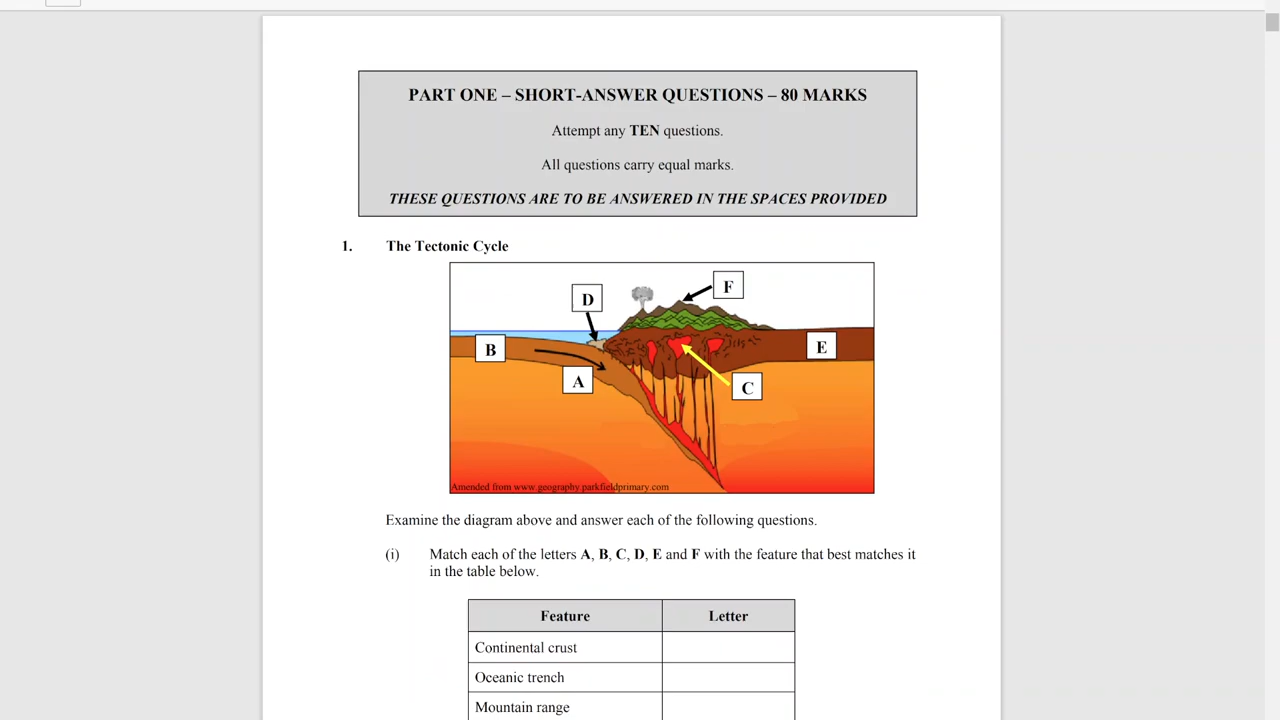 PART ONE – SHORT-ANSWER QUESTIONS – 80 MARKS
Attempt any TEN questions.
All questions carry equal marks.
THESE QUESTIONS ARE TO BE ANSWERED IN THE SPACES PROVIDED
1. The Tectonic Cycle
F
D
B
E
A
C
Amended from www.geography.parkfieldprimary.com
Examine the diagram above and answer each of the following questions.
(i) Match each of the letters A, B, C, D, E and F with the feature that best matches it
in the table below.
Feature Letter
Continental crust
Oceanic trench
Mountain range